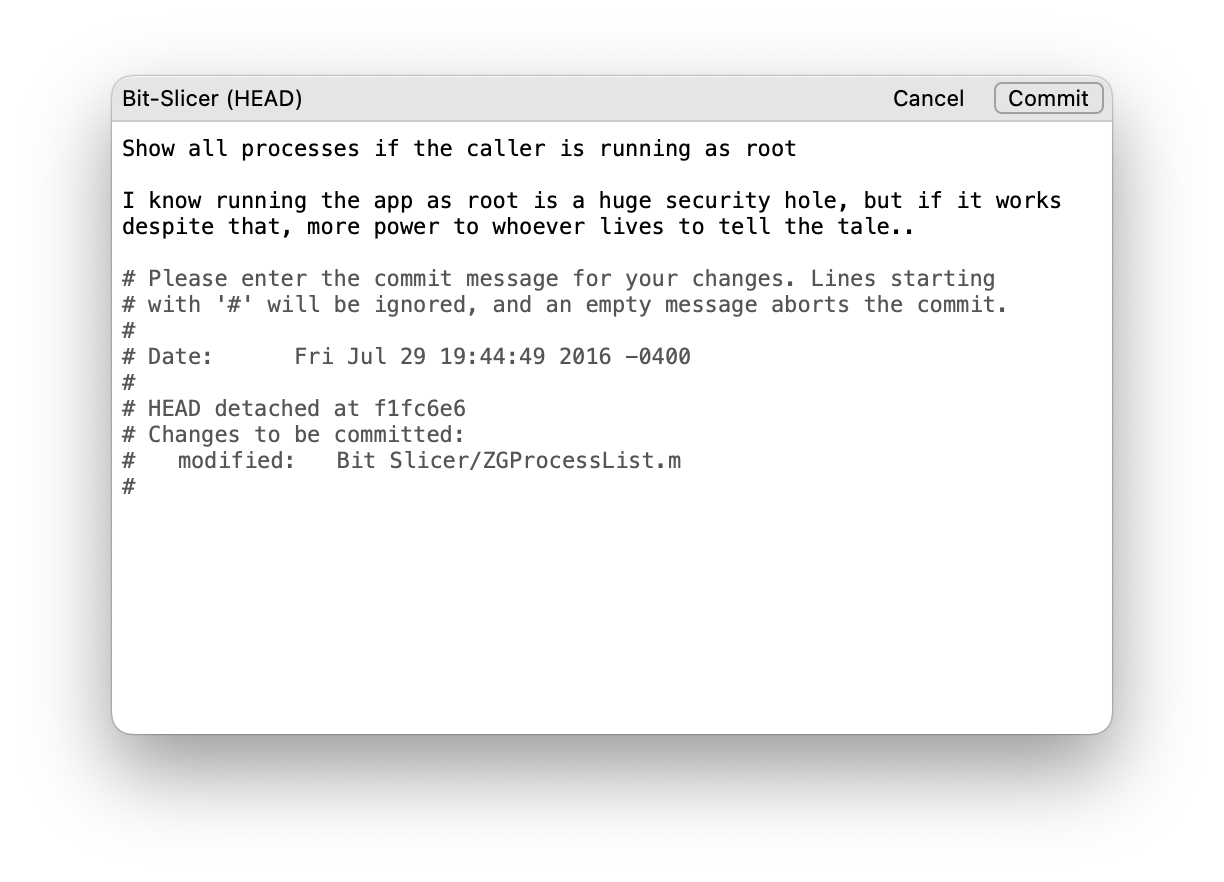 Bit-Slicer (HEAD) Cancel Commit
Show all processes if the caller is running as root
I know running the app as root is a huge security hole, but if it works
despite that, more power to whoever lives to tell the tale..
# Please enter the commit message for your changes. Lines starting
# with '#' will be ignored, and an empty message aborts the commit.
#
# Date:      Fri Jul 29 19:44:49 2016 -0400
#
# HEAD detached at f1fc6e6
# Changes to be committed:
#	modified:   Bit Slicer/ZGProcessList.m
#